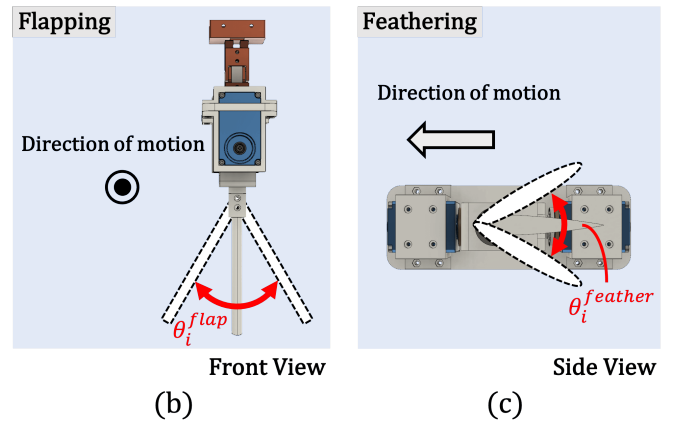 Flapping
Direction of motion
θ_i^{flap}
Front View
(b)
Feathering
Direction of motion
θ_i^{feather}
Side View
(c)